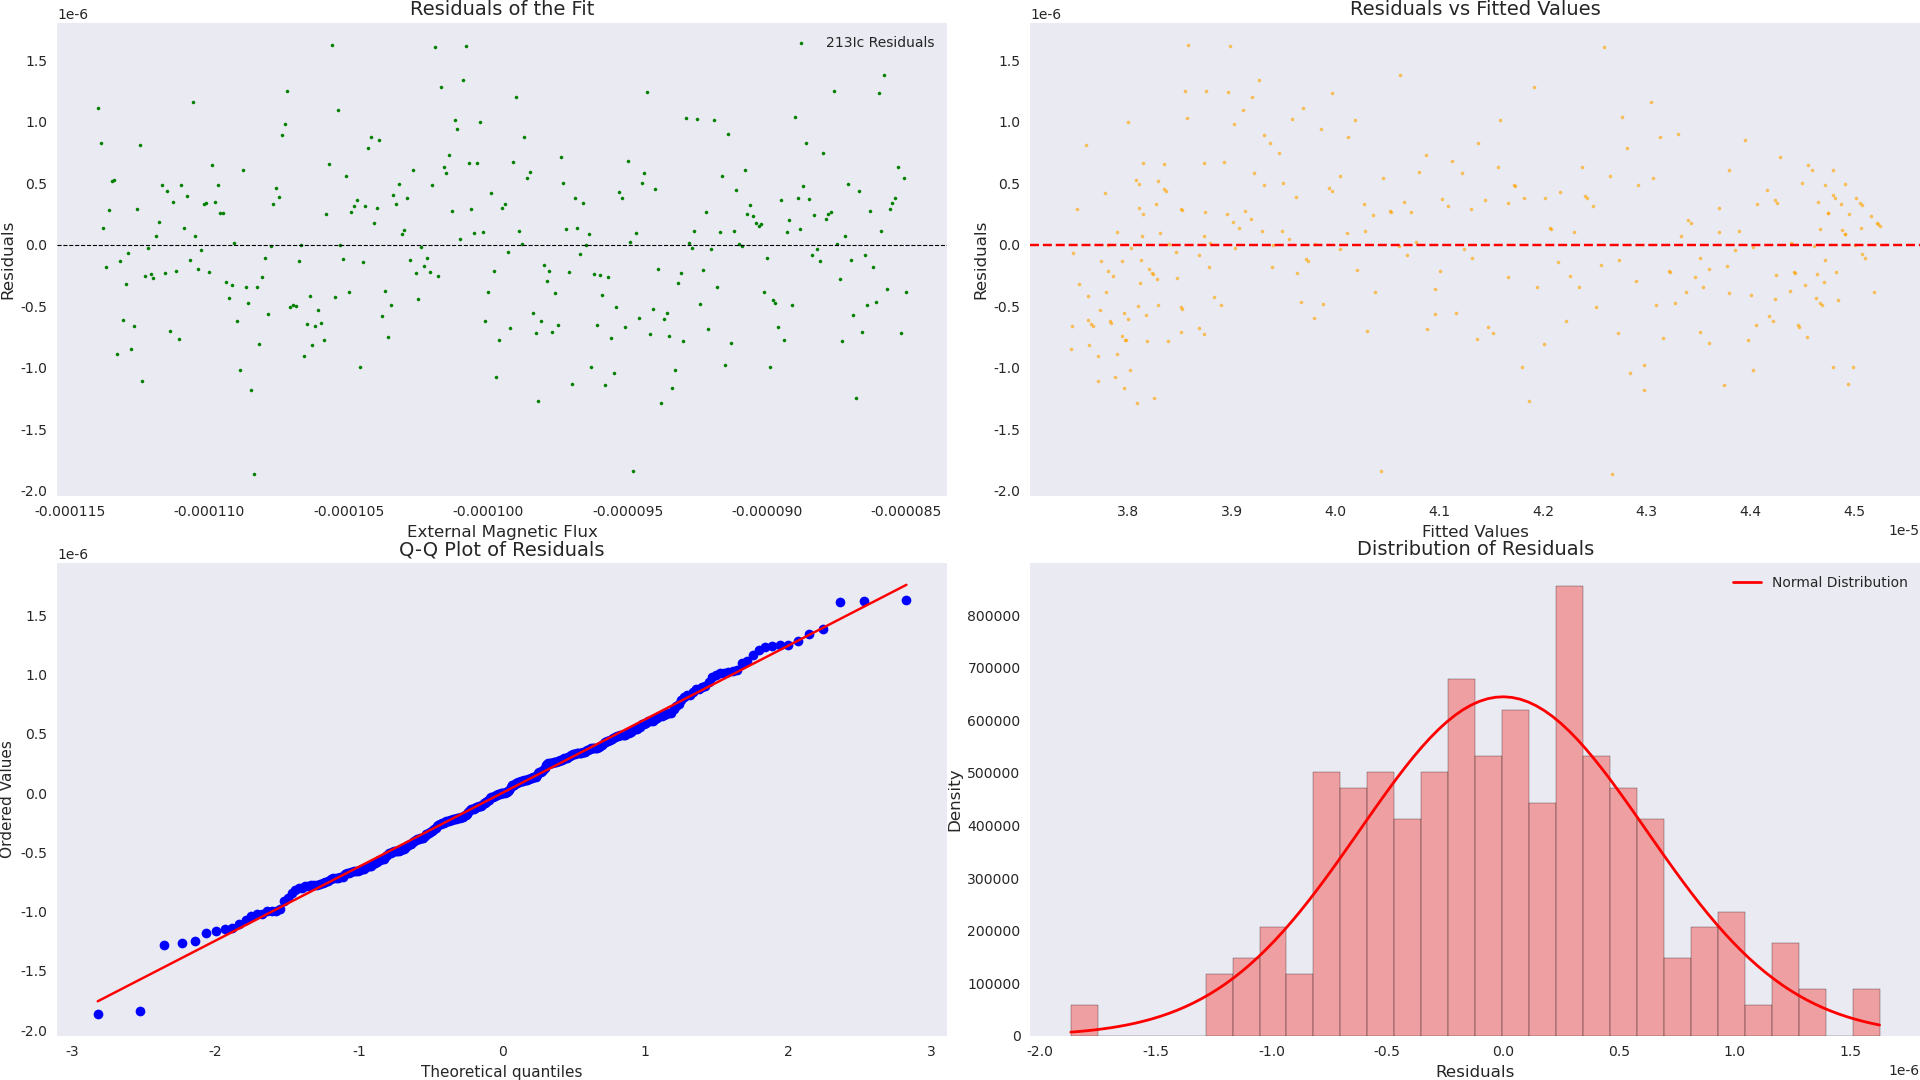 Residuals of the Fit
1e-6
213Ic Residuals
1.5
1.0
0.5
0.0
-0.5
-1.0
-1.5
-2.0
Residuals
-0.000115 -0.000110 -0.000105 -0.000100 -0.000095 -0.000090 -0.000085
External Magnetic Flux
Residuals vs Fitted Values
1e-6
1.5
1.0
0.5
0.0
-0.5
-1.0
-1.5
-2.0
Residuals
3.8 3.9 4.0 4.1 4.2 4.3 4.4 4.5
Fitted Values
1e-5
Q-Q Plot of Residuals
1e-6
1.5
1.0
0.5
0.0
-0.5
-1.0
-1.5
-2.0
Ordered Values
-3 -2 -1 0 1 2 3
Theoretical quantiles
Distribution of Residuals
Normal Distribution
800000
700000
600000
500000
400000
300000
200000
100000
0
Density
-2.0 -1.5 -1.0 -0.5 0.0 0.5 1.0 1.5
Residuals
1e-6